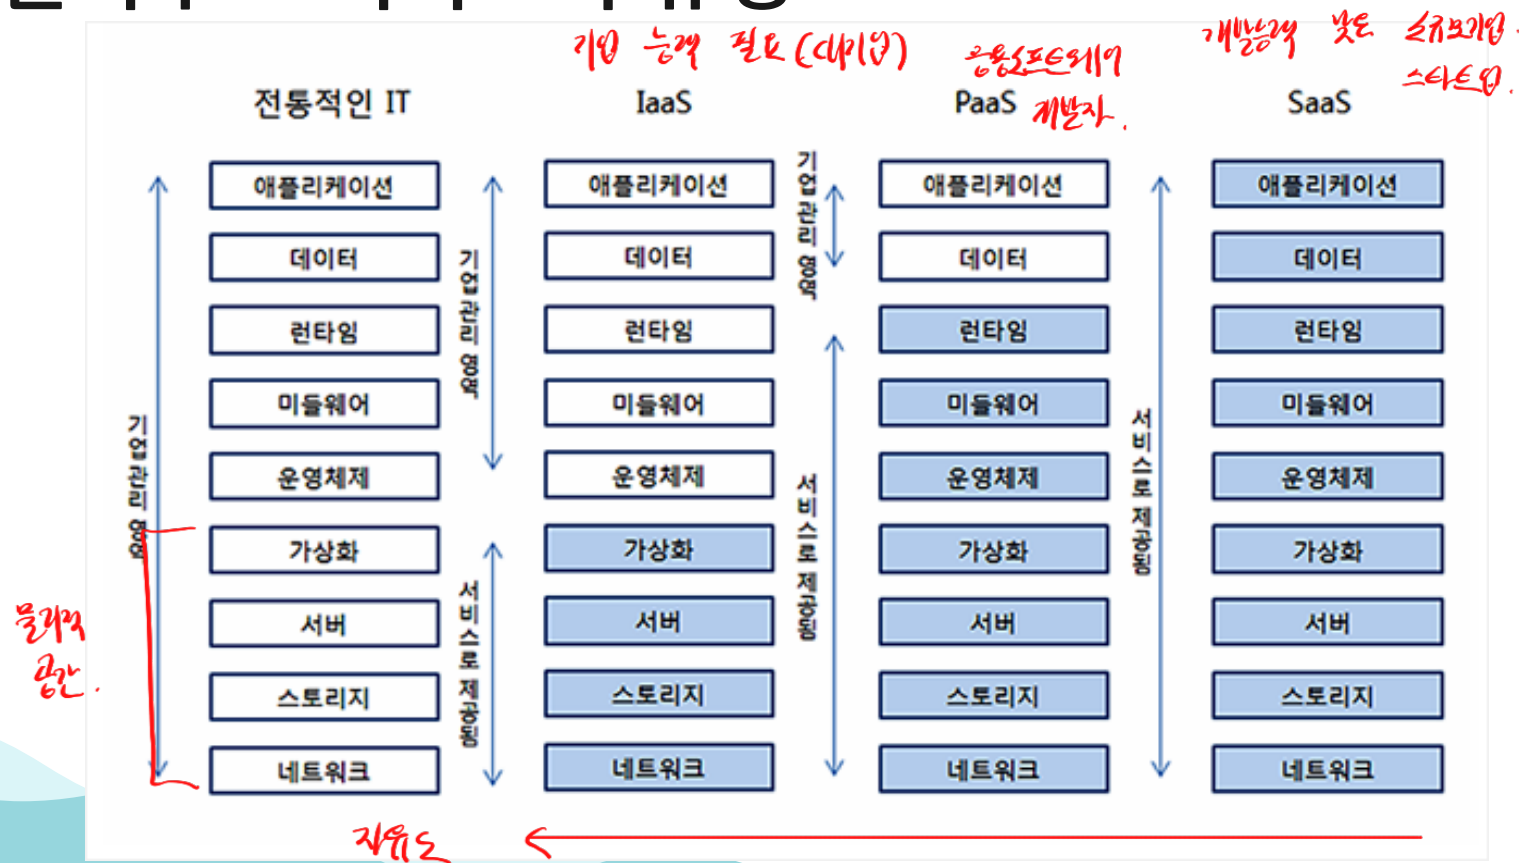 기업 능력 필요 (대기업)
응용소프트웨어
개발자.
개발능력 낮은 소규모기업.
스타트업.
전통적인 IT
IaaS
PaaS
SaaS
기업 관리 영역
애플리케이션
데이터
런타임
미들웨어
운영체제
가상화
서버
스토리지
네트워크
물리적
공간.
기업 관리 영역
서비스로 제공됨
애플리케이션
데이터
런타임
미들웨어
운영체제
가상화
서버
스토리지
네트워크
기업 관리 영역
서비스로 제공됨
애플리케이션
데이터
런타임
미들웨어
운영체제
가상화
서버
스토리지
네트워크
서비스로 제공됨
애플리케이션
데이터
런타임
미들웨어
운영체제
가상화
서버
스토리지
네트워크
자유도